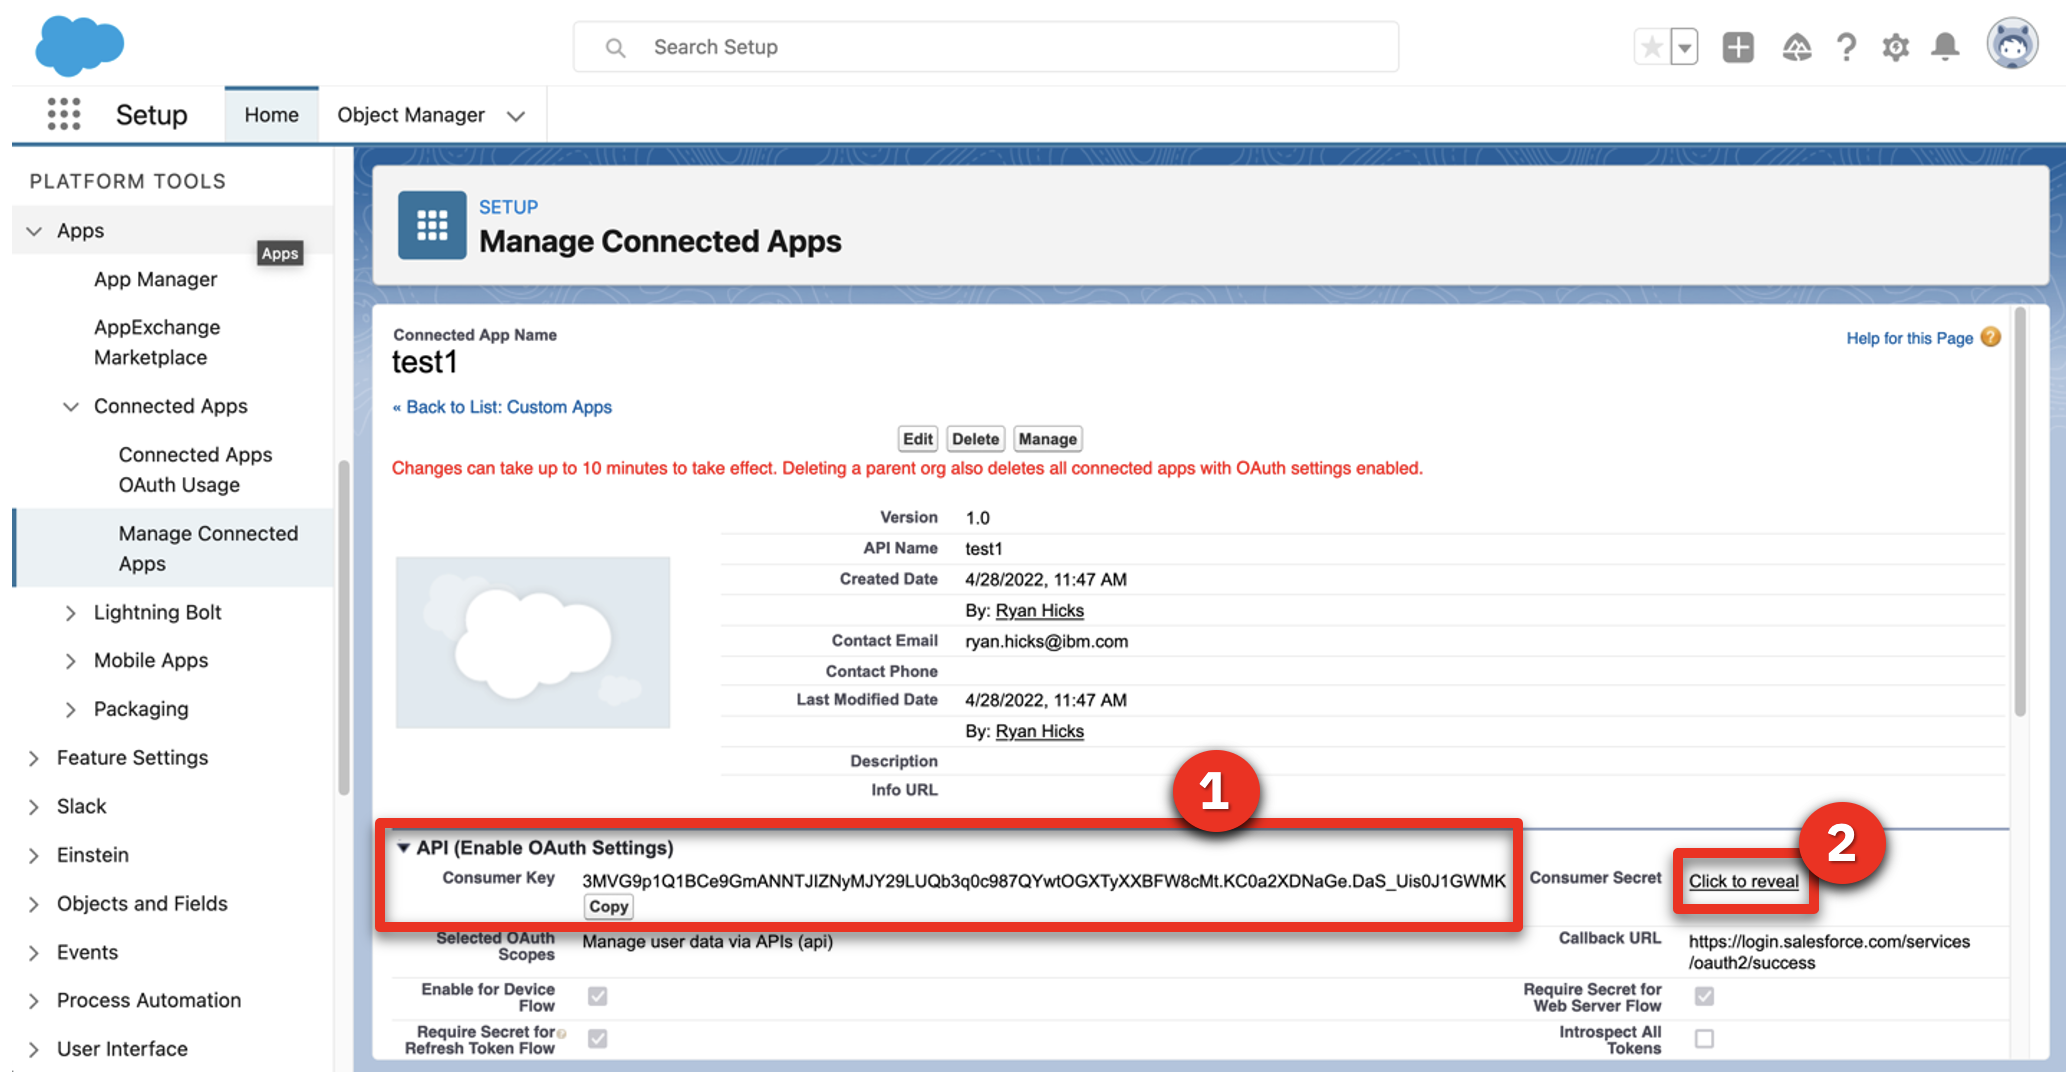 Search Setup
Setup
Home
Object Manager
PLATFORM TOOLS
Apps
Apps
App Manager
AppExchange
Marketplace
Connected Apps
Connected Apps
OAuth Usage
Manage Connected
Apps
Lightning Bolt
Mobile Apps
Packaging
Feature Settings
Slack
Einstein
Objects and Fields
Events
Process Automation
User Interface
SETUP
Manage Connected Apps
Connected App Name
test1
Help for this Page ?
« Back to List: Custom Apps
Edit Delete Manage
Changes can take up to 10 minutes to take effect. Deleting a parent org also deletes all connected apps with OAuth settings enabled.
Version 1.0
API Name test1
Created Date 4/28/2022, 11:47 AM
By: Ryan Hicks
Contact Email ryan.hicks@ibm.com
Contact Phone
Last Modified Date 4/28/2022, 11:47 AM
By: Ryan Hicks
Description
Info URL
1
2
API (Enable OAuth Settings)
Consumer Key 3MVG9p1Q1BCe9GmANNTJIZNyMJY29LUQb3q0c987QYwtOGXTyXXBFW8cMt.KC0a2XDNaGe.DaS_Uis0J1GWMK
Copy
Consumer Secret Click to reveal
Selected OAuth
Scopes
Manage user data via APIs (api)
Callback URL https://login.salesforce.com/services
/oauth2/success
Enable for Device
Flow
Require Secret for
Web Server Flow
Require Secret for
Refresh Token Flow
Introspect All
Tokens